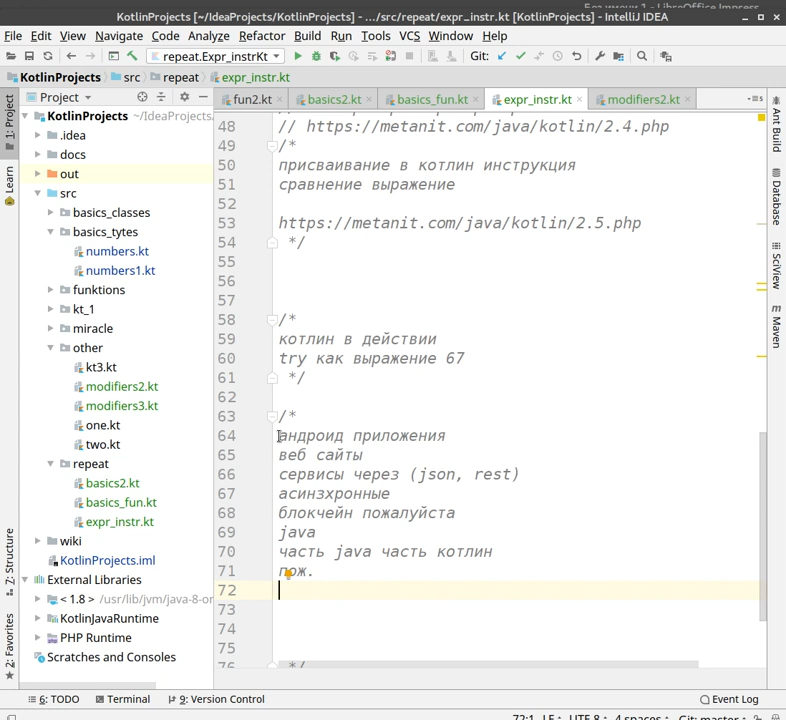 KotlinProjects [~/IdeaProjects/KotlinProjects] - .../src/repeat/expr_instr.kt [KotlinProjects] - IntelliJ IDEA
File Edit View Navigate Code Analyze Refactor Build Run Tools VCS Window Help
repeat.Expr_instrKt Git:
KotlinProjects src repeat expr_instr.kt
Project fun2.kt basics2.kt basics_fun.kt expr_instr.kt modifiers2.kt
1: Project
Learn
7: Structure
2: Favorites
KotlinProjects ~/IdeaProjects/
.idea
docs
out
src
basics_classes
basics_tytes
numbers.kt
numbers1.kt
funktions
kt_1
miracle
other
kt3.kt
modifiers2.kt
modifiers3.kt
one.kt
two.kt
repeat
basics2.kt
basics_fun.kt
expr_instr.kt
wiki
KotlinProjects.iml
External Libraries
< 1.8 > /usr/lib/jvm/java-8-or
KotlinJavaRuntime
PHP Runtime
Scratches and Consoles
48 // https://metanit.com/java/kotlin/2.4.php
49 /*
50 присваивание в котлин инструкция
51 сравнение выражение
52
53 https://metanit.com/java/kotlin/2.5.php
54 */
55
56
57
58 /*
59 котлин в действии
60 try как выражение 67
61 */
62
63 /*
64 андроид приложения
65 веб сайты
66 сервисы через (json, rest)
67 асинзхронные
68 блокчейн пожалуйста
69 java
70 часть java часть котлин
71 пож.
72
73
74
75
76 */
Ant Build
Database
SciView
Maven
6: TODO Terminal 9: Version Control Event Log
72:1 LF UTF-8 4 spaces Git: master